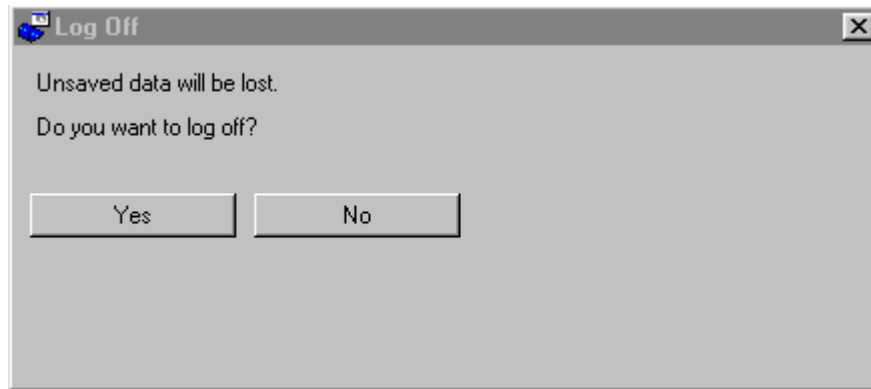 Log Off
Unsaved data will be lost.
Do you want to log off?
Yes No